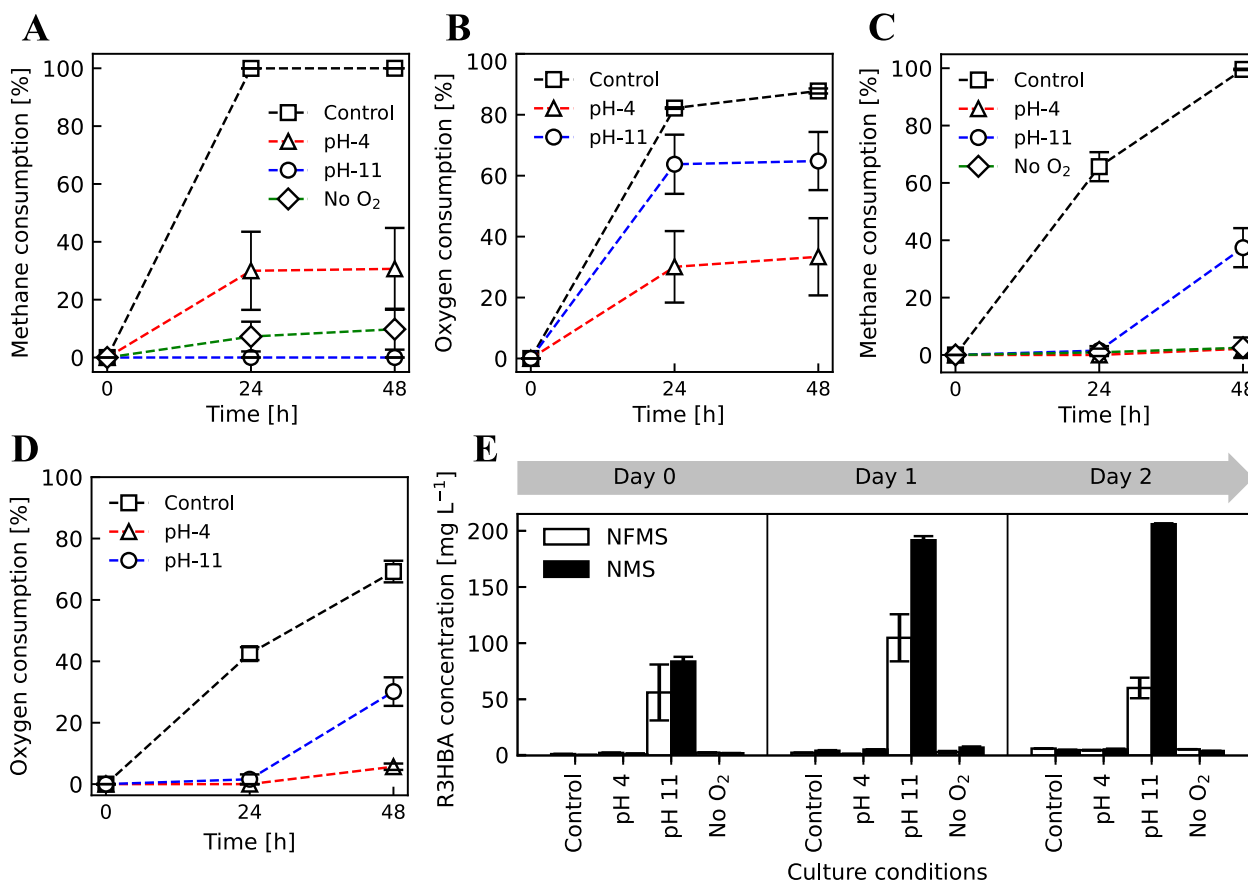 A
Methane consumption [%]
100
80
60
40
20
0
Control
pH-4
pH-11
No O₂
0 24 48
Time [h]
B
Oxygen consumption [%]
100
80
60
40
20
0
Control
pH-4
pH-11
0 24 48
Time [h]
C
Methane consumption [%]
100
80
60
40
20
0
Control
pH-4
pH-11
No O₂
0 24 48
Time [h]
D
Oxygen consumption [%]
100
80
60
40
20
0
Control
pH-4
pH-11
0 24 48
Time [h]
E
Day 0 Day 1 Day 2
R3HBA concentration [mg L⁻¹]
200
150
100
50
0
NFMS
NMS
Control pH 4 pH 11 No O₂ Control pH 4 pH 11 No O₂ Control pH 4 pH 11 No O₂
Culture conditions